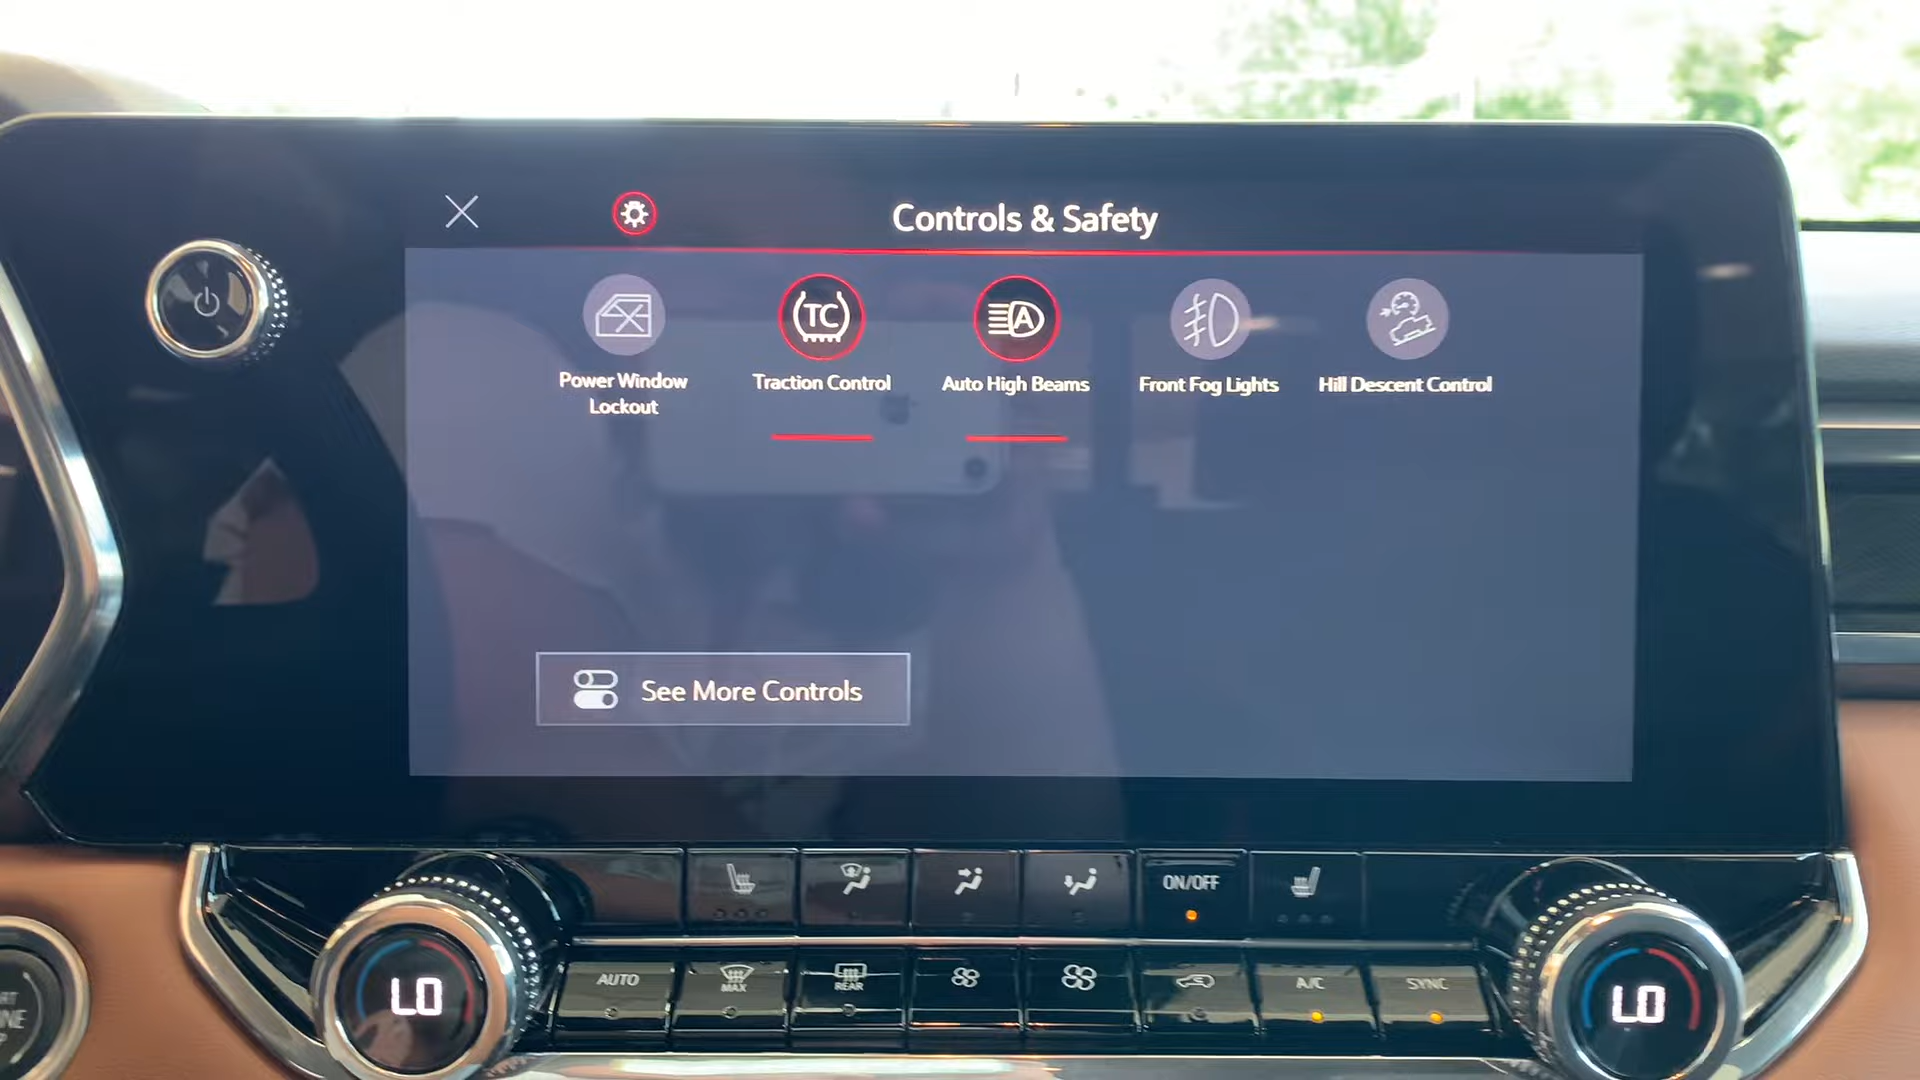 Controls & Safety
TC
A
Power Window
Lockout
Traction Control
Auto High Beams
Front Fog Lights
Hill Descent Control
See More Controls
ON/OFF
AUTO
MAX
REAR
A/C
SYNC
LO
LO